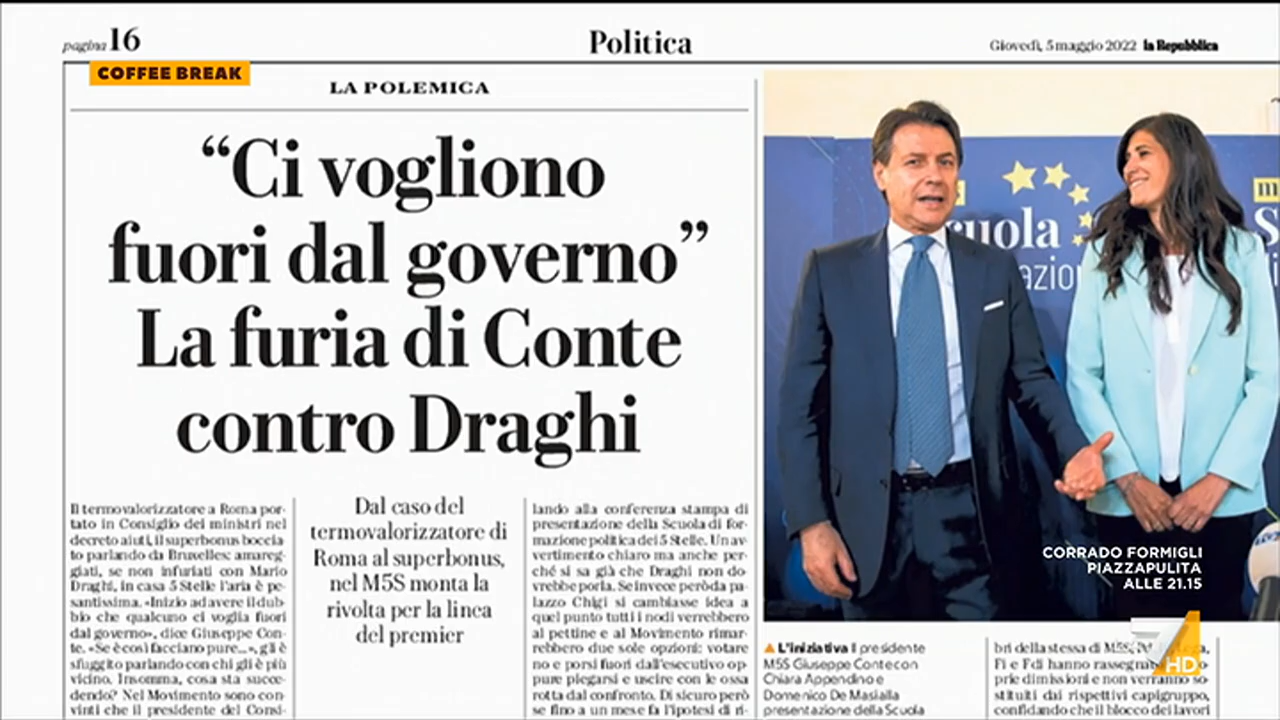 pagina 16
Politica
Giovedì, 5 maggio 2022 la Repubblica
COFFEE BREAK
LA POLEMICA
“Ci vogliono
fuori dal governo”
La furia di Conte
contro Draghi
Il termovalorizzatore a Roma por-
tato in Consiglio dei ministri nel
decreto aiuti, il superbonus boccia-
to parlando da Bruxelles: amareg-
giati, se non infuriati con Mario
Draghi, in casa 5 Stelle l'aria è pe-
santissima. «Inizio ad avere il dub-
bio che qualcuno ci voglia fuori
dal governo», dice Giuseppe Con-
te. «Se è così facciano pure...», gli è
sfuggito parlando con chi gli è più
vicino. Insomma, cosa sta succe-
dendo? Nel Movimento sono con-
vinti che il presidente del Consi-
Dal caso del
termovalorizzatore di
Roma al superbonus,
nel M5S monta la
rivolta per la linea
del premier
lando alla conferenza stampa di
presentazione della Scuola di for-
mazione politica dei 5 Stelle. Un av-
vertimento chiaro ma anche per-
ché si sa già che Draghi non do-
vrebbe porla. Se invece però da pa-
lazzo Chigi si cambiasse idea a
quel punto tutti i nodi verrebbero
al pettine e al Movimento rimar-
rebbero due sole opzioni: votare
no e porsi fuori dall'esecutivo op-
pure piegarsi e uscire con le ossa
rotta dal confronto. Di sicuro però
se fino a un mese fa l'ipotesi di ri-
cuola
azion
m
S
CORRADO FORMIGLI
PIAZZAPULITA
ALLE 21.15
7
HD
▲ L'iniziativa Il presidente
M5S Giuseppe Conte con
Chiara Appendino e
Domenico De Masi alla
presentazione della Scuola
bri della stessa di M5S,
Fi e Fdi hanno rassegnato
prie dimissioni e non verranno so-
stituiti dai rispettivi capigruppo,
confidando che il blocco dei lavori